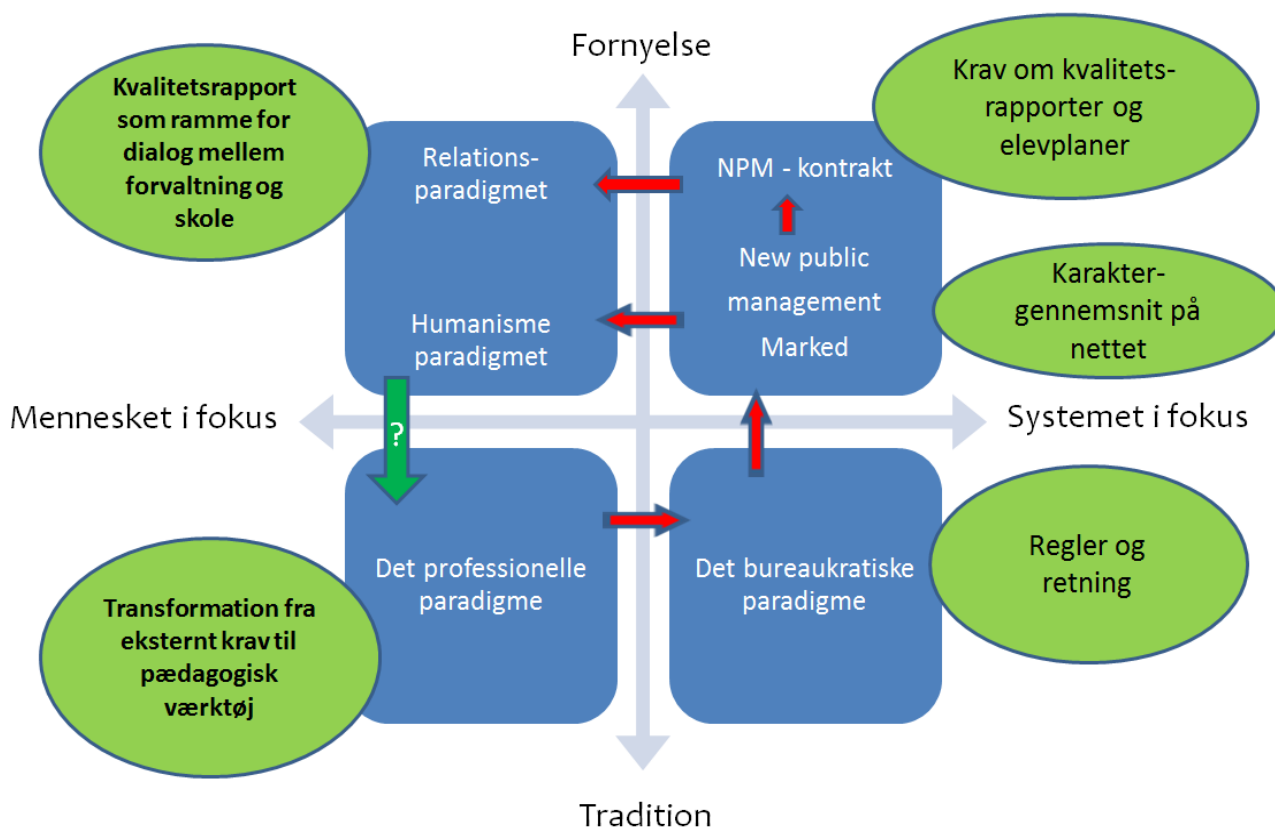 Fornyelse
Kvalitetsrapport
som ramme for
dialog mellem
forvaltning og
skole
Relations-
paradigmet
Humanisme
paradigmet
NPM - kontrakt
New public
management
Marked
Krav om kvalitets-
rapporter og
elevplaner
Karakter-
gennemsnit på
nettet
Mennesket i fokus
?
Systemet i fokus
Transformation fra
eksternt krav til
pædagogisk
værktøj
Det professionelle
paradigme
Det bureaukratiske
paradigme
Regler og
retning
Tradition